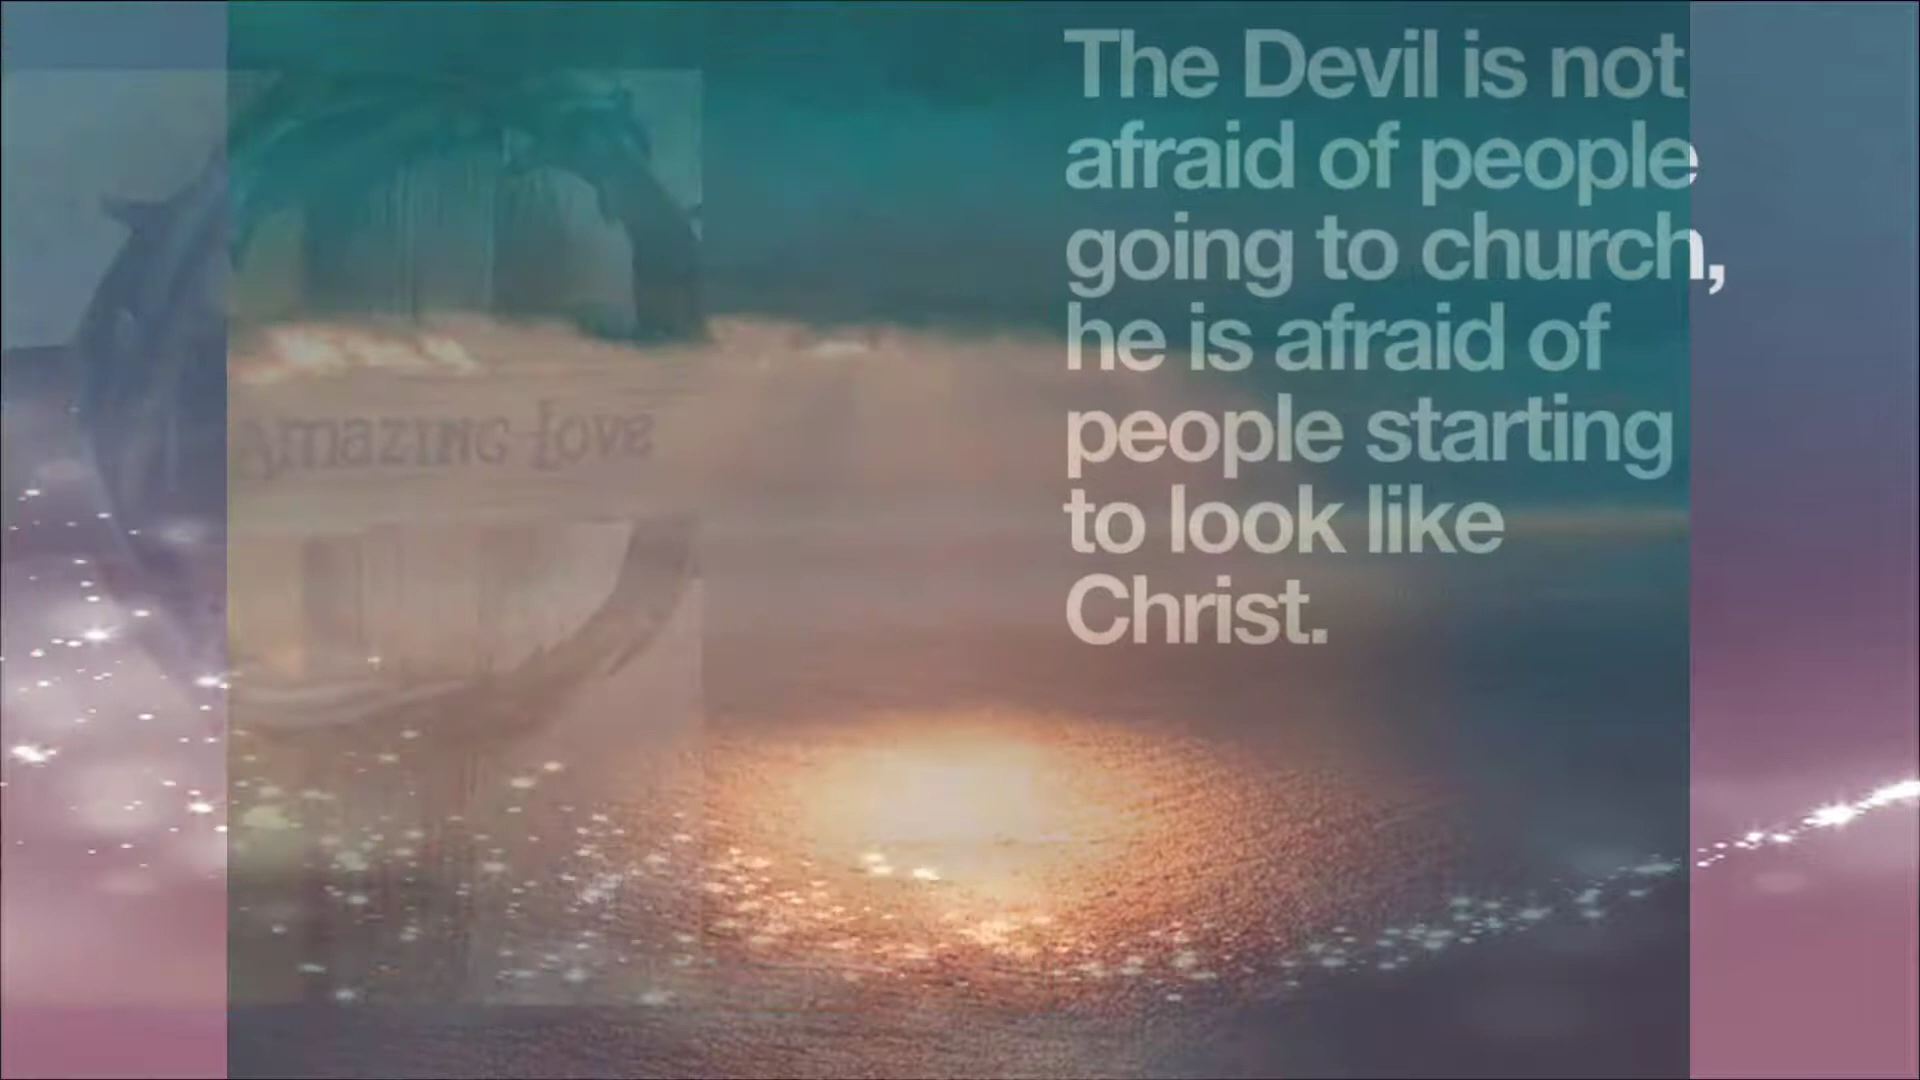 Amazing Love
The Devil is not
afraid of people
going to church,
he is afraid of
people starting
to look like
Christ.